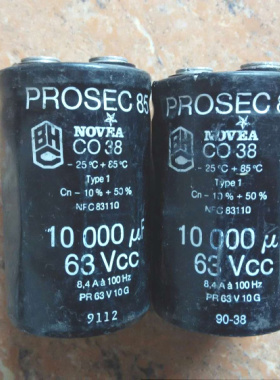 PROSEC 85
NOVEA
CO 38
- 25°C + 85°C
Type 1
Cn - 10% + 50%
NFC 83110
10 000 µF
63 Vcc
8,4 A à 100 Hz
PR 63 V 10 G
9112
PROSEC 8
NOVEA
CO 38
- 25°C + 85°C
Type 1
Cn - 10% + 50%
NFC 83110
10 000 µ
63 Vcc
8,4 A à 100 Hz
PR 63 V 10 G
90-38